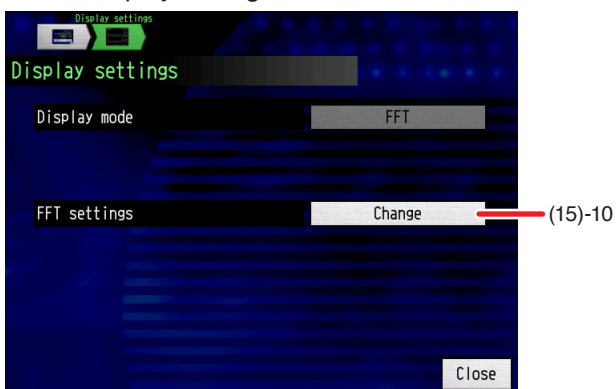 Display settings
Display settings
Display mode FFT
FFT settings Change (15)-10
Close